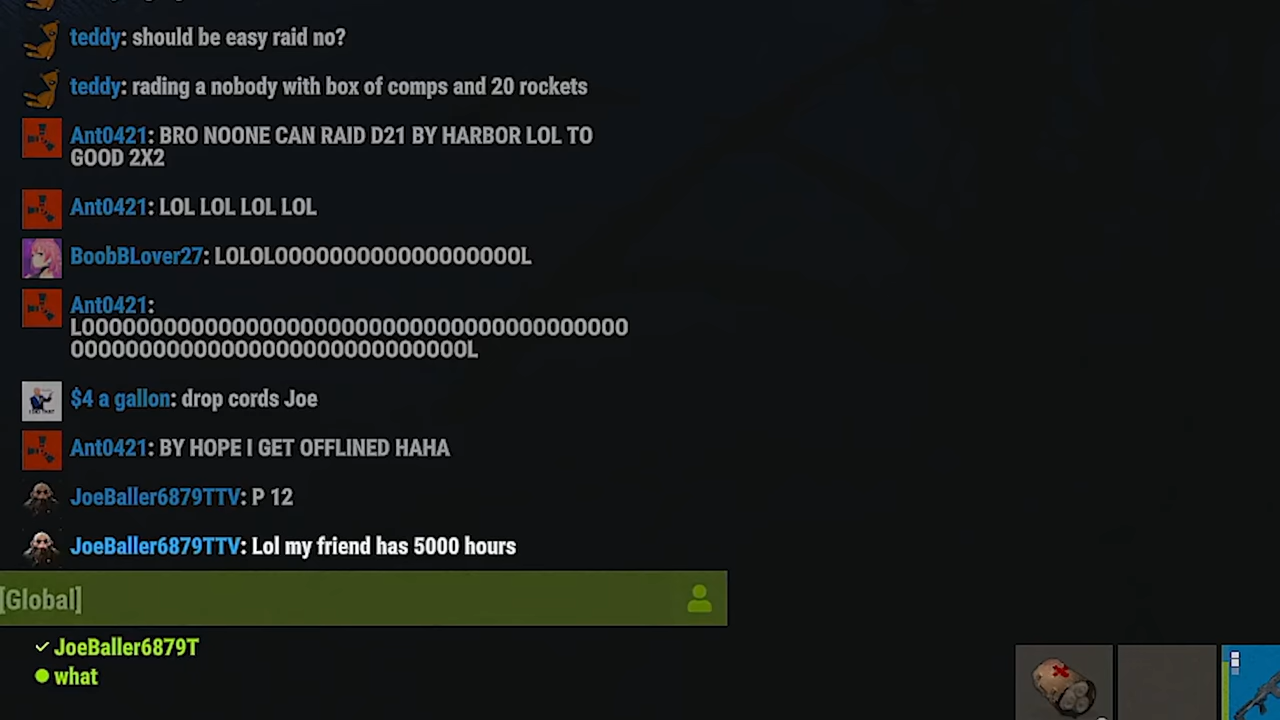 teddy: should be easy raid no?
teddy: rading a nobody with box of comps and 20 rockets
Ant0421: BRO NOONE CAN RAID D21 BY HARBOR LOL TO
GOOD 2X2
Ant0421: LOL LOL LOL LOL
BoobBLover27: LOLOLOOOOOOOOOOOOOOOOOOL
Ant0421:
LOOOOOOOOOOOOOOOOOOOOOOOOOOOOOOOOOOOOOOOO
OOOOOOOOOOOOOOOOOOOOOOOOOOOOOL
$4 a gallon: drop cords Joe
Ant0421: BY HOPE I GET OFFLINED HAHA
JoeBaller6879TTV: P 12
JoeBaller6879TTV: Lol my friend has 5000 hours
[Global]
JoeBaller6879T
what